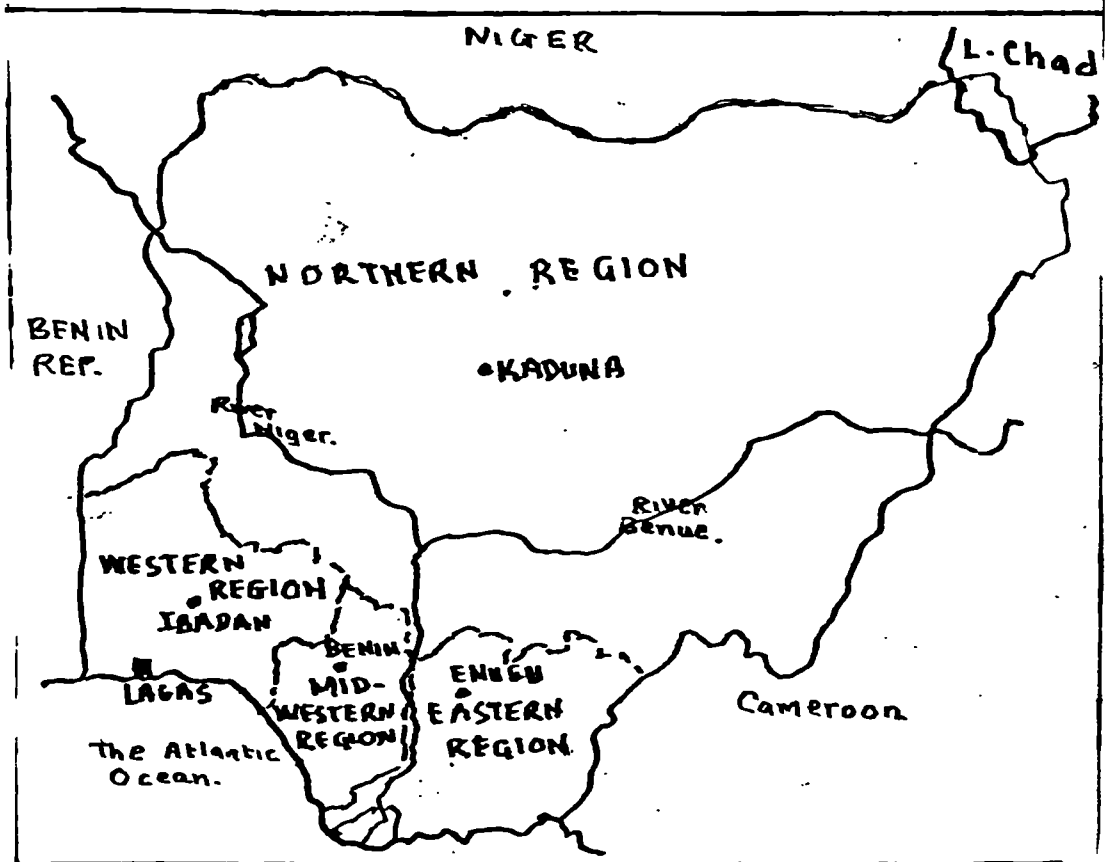 NIGER
L. Chad
NORTHERN REGION
BENIN
REP.
KADUNA
River
Niger.
River
Benue.
WESTERN
REGION
IBADAN
BENIN
ENUGU
LAGAS
MID-
WESTERN
REGION
EASTERN
REGION.
Cameroon
The Atlantic
Ocean.